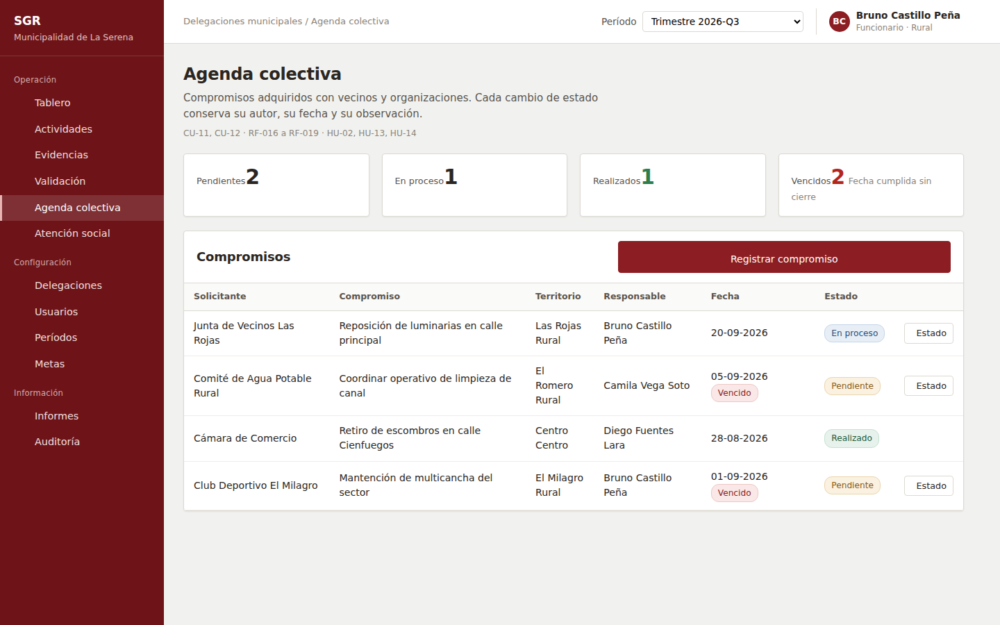 SGR
Municipalidad de La Serena
Operación
Tablero
Actividades
Evidencias
Validación
Agenda colectiva
Atención social
Configuración
Delegaciones
Usuarios
Períodos
Metas
Información
Informes
Auditoría
Delegaciones municipales / Agenda colectiva
Período
Trimestre 2026-Q3
BC
Bruno Castillo Peña
Funcionario · Rural
Agenda colectiva
Compromisos adquiridos con vecinos y organizaciones. Cada cambio de estado
conserva su autor, su fecha y su observación.
CU-11, CU-12 · RF-016 a RF-019 · HU-02, HU-13, HU-14
Pendientes2
En proceso1
Realizados1
Vencidos2 Fecha cumplida sin
cierre
Compromisos
Registrar compromiso
Solicitante Compromiso Territorio Responsable Fecha Estado
Junta de Vecinos Las
Rojas
Reposición de luminarias en calle
principal
Las Rojas
Rural
Bruno Castillo
Peña
20-09-2026
En proceso
Estado
Comité de Agua Potable
Rural
Coordinar operativo de limpieza de
canal
El
Romero
Rural
Camila Vega Soto
05-09-2026
Vencido
Pendiente
Estado
Cámara de Comercio
Retiro de escombros en calle
Cienfuegos
Centro
Centro
Diego Fuentes
Lara
28-08-2026
Realizado
Club Deportivo El Milagro
Mantención de multicancha del
sector
El Milagro
Rural
Bruno Castillo
Peña
01-09-2026
Vencido
Pendiente
Estado